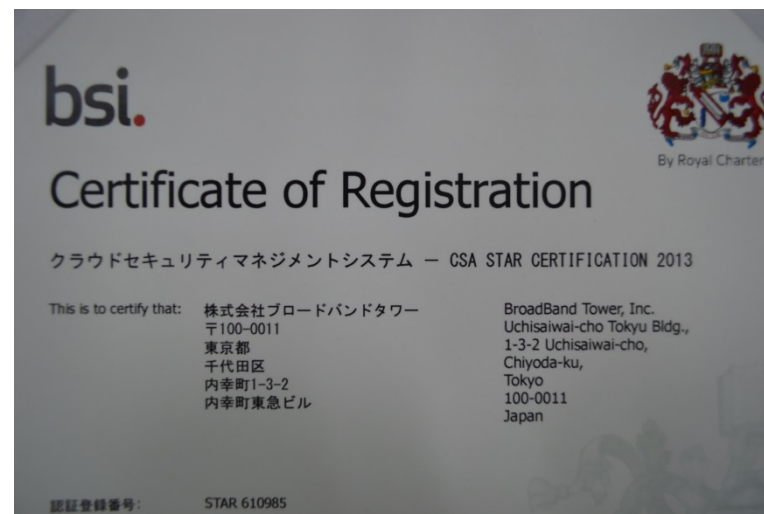 bsi.
By Royal Charter
Certificate of Registration
クラウドセキュリティマネジメントシステム － CSA STAR CERTIFICATION 2013
This is to certify that:
株式会社ブロードバンドタワー
〒100-0011
東京都
千代田区
内幸町1-3-2
内幸町東急ビル
BroadBand Tower, Inc.
Uchisaiwai-cho Tokyu Bldg.,
1-3-2 Uchisaiwai-cho,
Chiyoda-ku,
Tokyo
100-0011
Japan
認証登録番号: STAR 610985